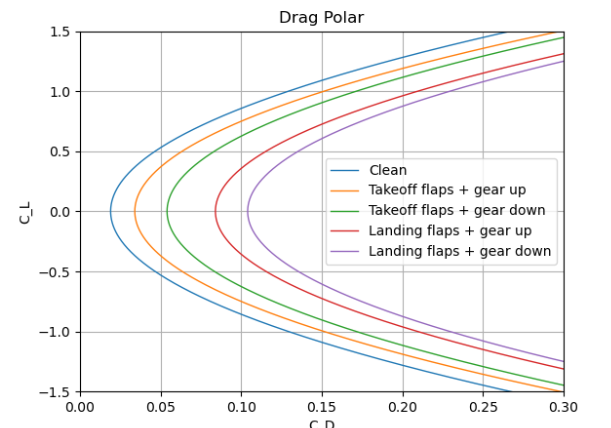 Drag Polar
1.5
1.0
0.5
0.0
−0.5
−1.0
−1.5
C_L
Clean
Takeoff flaps + gear up
Takeoff flaps + gear down
Landing flaps + gear up
Landing flaps + gear down
0.00 0.05 0.10 0.15 0.20 0.25 0.30
C_D